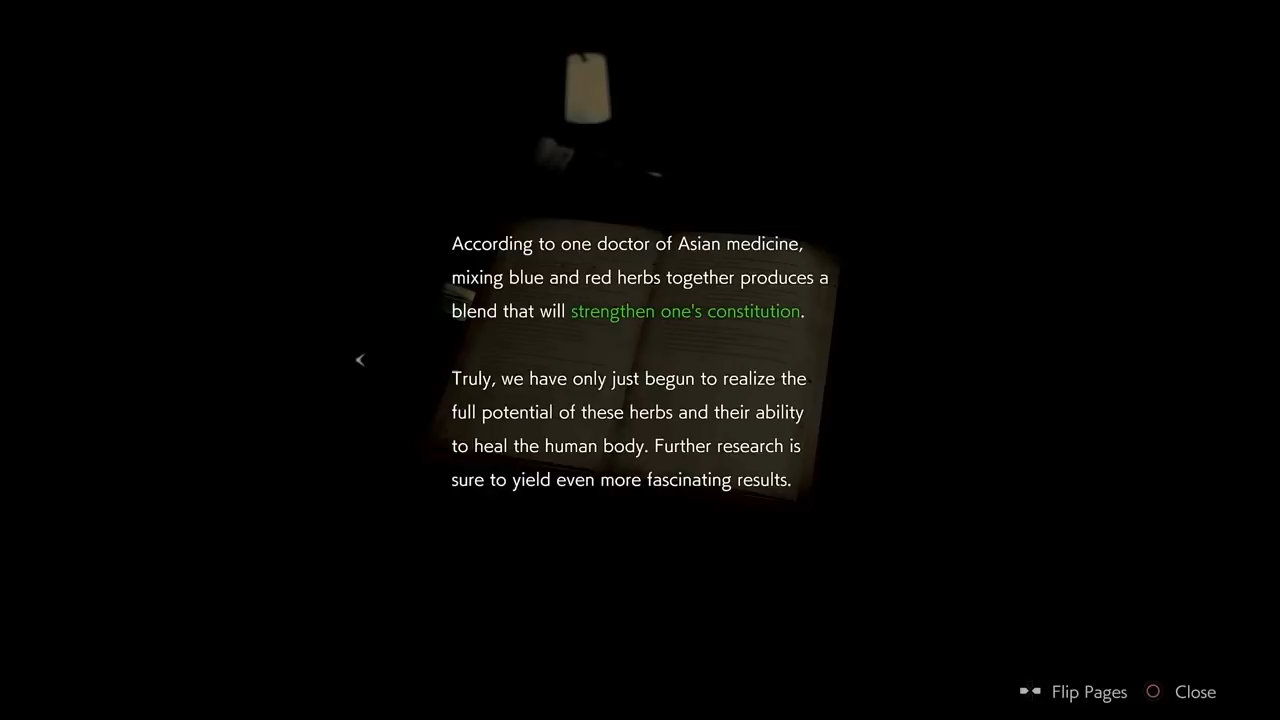 According to one doctor of Asian medicine,
mixing blue and red herbs together produces a
blend that will strengthen one's constitution.
Truly, we have only just begun to realize the
full potential of these herbs and their ability
to heal the human body. Further research is
sure to yield even more fascinating results.
Flip Pages Close